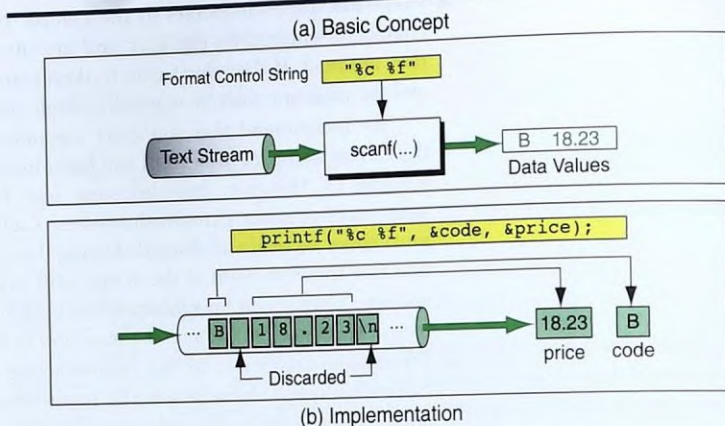 (a) Basic Concept
Format Control String
"%c %f"
Text Stream
scanf(...)
B 18.23
Data Values
printf("%c %f", &code, &price);
... B 1 8 . 2 3 \n ...
18.23
B
price
code
Discarded
(b) Implementation